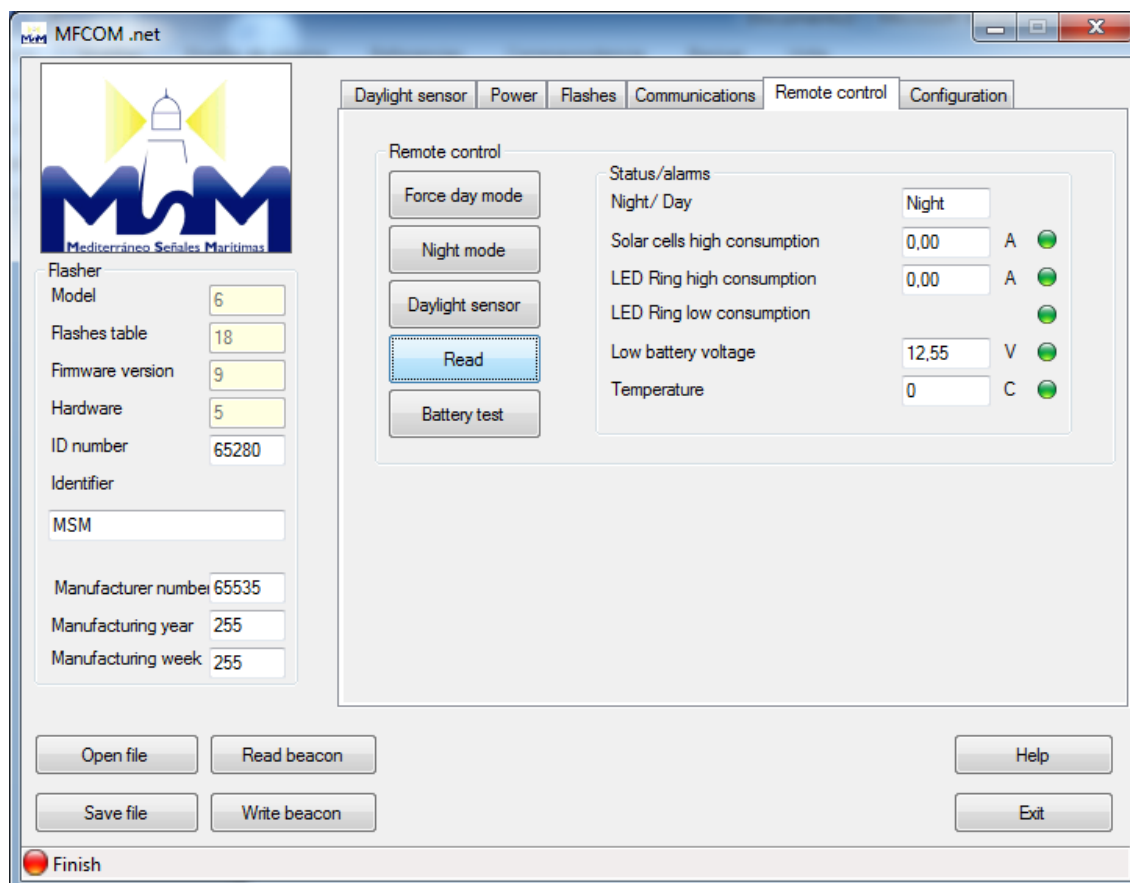 MFCOM .net
MSM
Mediterráneo Señales Marítimas
Flasher
Model 6
Flashes table 18
Firmware version 9
Hardware 5
ID number 65280
Identifier
MSM
Manufacturer number 65535
Manufacturing year 255
Manufacturing week 255
Daylight sensor Power Flashes Communications Remote control Configuration
Remote control
Force day mode
Night mode
Daylight sensor
Read
Battery test
Status/alarms
Night/ Day Night
Solar cells high consumption 0,00 A
LED Ring high consumption 0,00 A
LED Ring low consumption
Low battery voltage 12,55 V
Temperature 0 C
Open file Read beacon Help
Save file Write beacon Exit
Finish